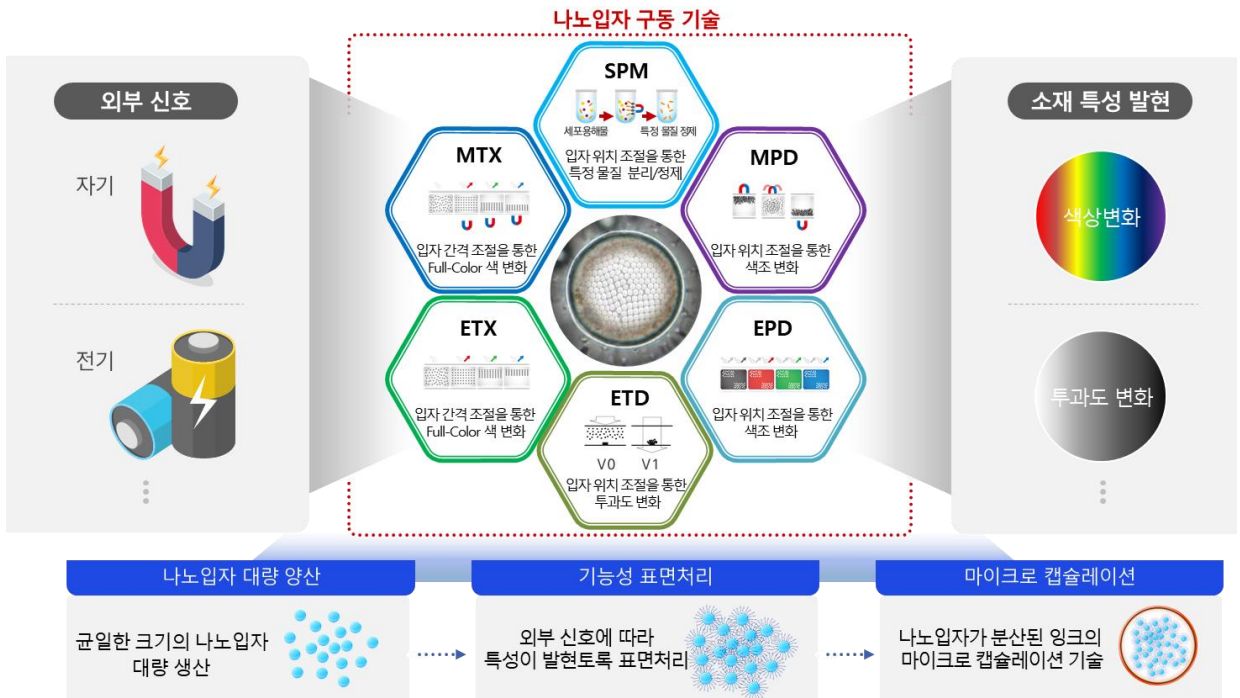 나노입자 구동 기술
외부 신호
자기
전기
SPM
세포용해물
특정 물질 정제
입자 위치 조절을 통한
특정 물질 분리/정제
MTX
입자 간격 조절을 통한
Full-Color 색 변화
MPD
입자 위치 조절을 통한
색조 변화
ETX
입자 간격 조절을 통한
Full-Color 색 변화
EPD
입자 위치 조절을 통한
색조 변화
ETD
V0
V1
입자 위치 조절을 통한
투과도 변화
소재 특성 발현
색상변화
투과도 변화
나노입자 대량 양산
균일한 크기의 나노입자
대량 생산
기능성 표면처리
외부 신호에 따라
특성이 발현토록 표면처리
마이크로 캡슐레이션
나노입자가 분산된 잉크의
마이크로 캡슐레이션 기술